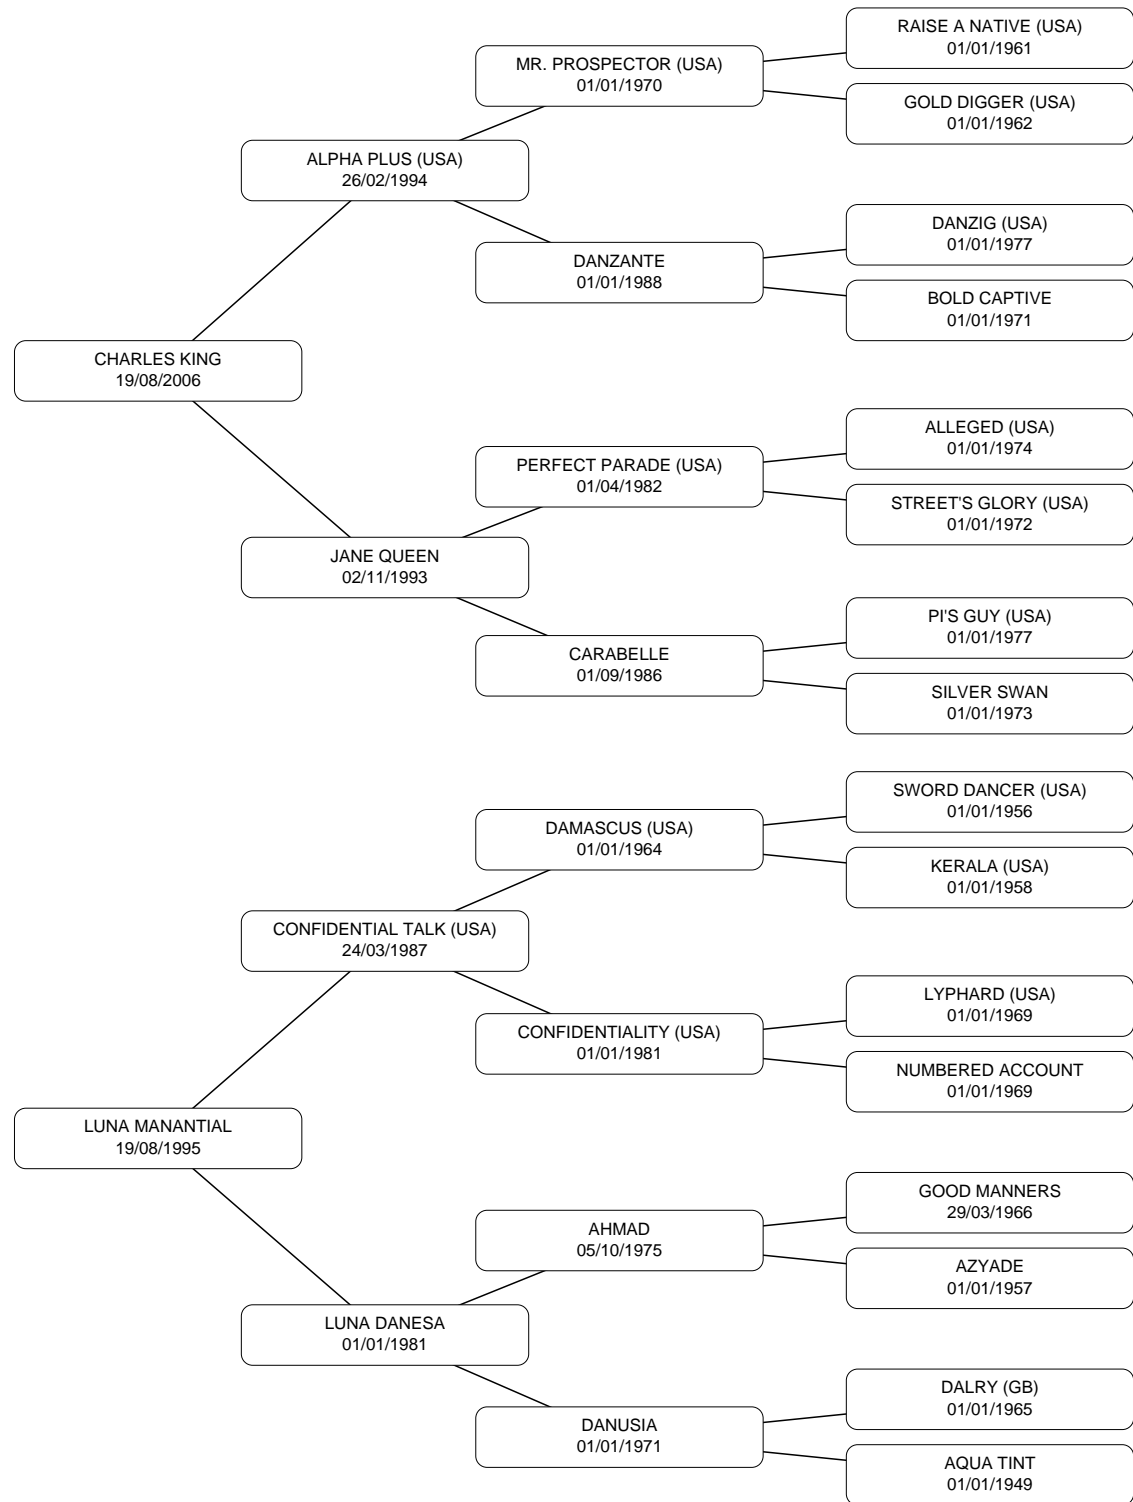 RAISE A NATIVE (USA)
01/01/1961
MR. PROSPECTOR (USA)
01/01/1970
GOLD DIGGER (USA)
01/01/1962
ALPHA PLUS (USA)
26/02/1994
DANZIG (USA)
01/01/1977
DANZANTE
01/01/1988
BOLD CAPTIVE
01/01/1971
CHARLES KING
19/08/2006
ALLEGED (USA)
01/01/1974
PERFECT PARADE (USA)
01/04/1982
STREET'S GLORY (USA)
01/01/1972
JANE QUEEN
02/11/1993
PI'S GUY (USA)
01/01/1977
CARABELLE
01/09/1986
SILVER SWAN
01/01/1973
SWORD DANCER (USA)
01/01/1956
DAMASCUS (USA)
01/01/1964
KERALA (USA)
01/01/1958
CONFIDENTIAL TALK (USA)
24/03/1987
LYPHARD (USA)
01/01/1969
CONFIDENTIALITY (USA)
01/01/1981
NUMBERED ACCOUNT
01/01/1969
LUNA MANANTIAL
19/08/1995
GOOD MANNERS
29/03/1966
AHMAD
05/10/1975
AZYADE
01/01/1957
LUNA DANESA
01/01/1981
DALRY (GB)
01/01/1965
DANUSIA
01/01/1971
AQUA TINT
01/01/1949